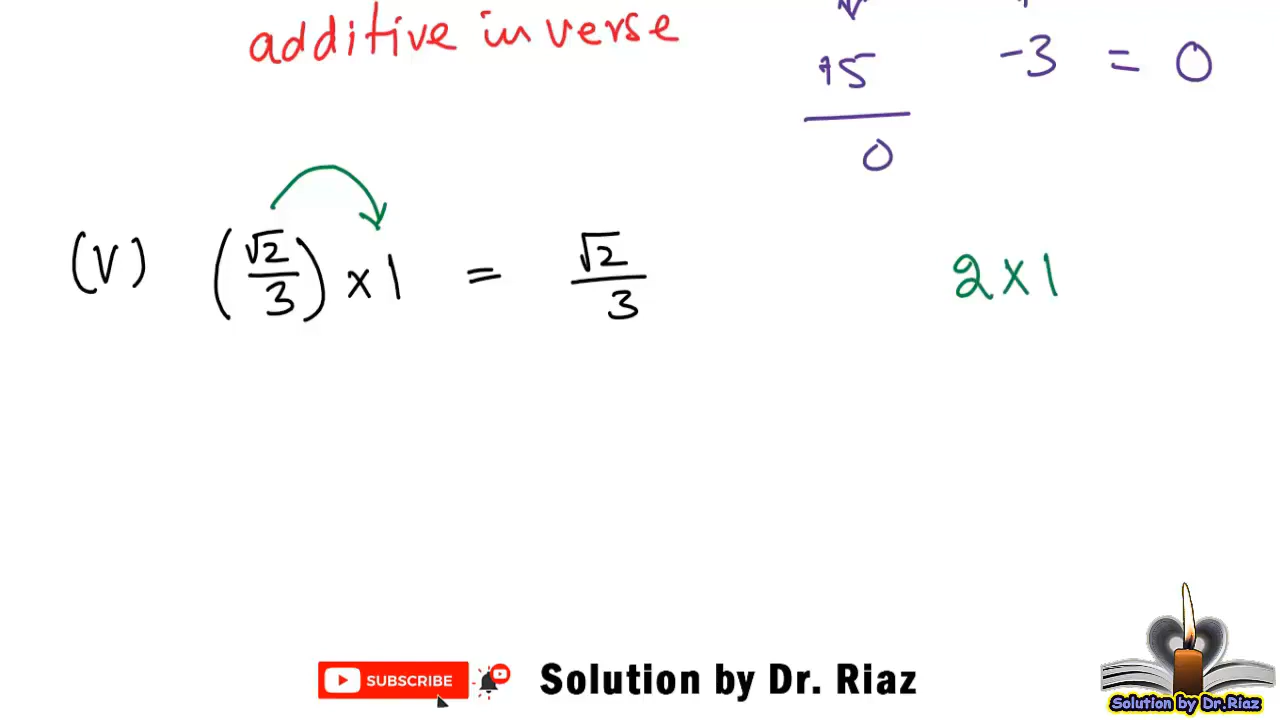 additive inverse
+5 -3 = 0
0
(V) (√2/3) × 1 = √2/3 2 × 1
SUBSCRIBE Solution by Dr. Riaz
Solution by Dr.Riaz